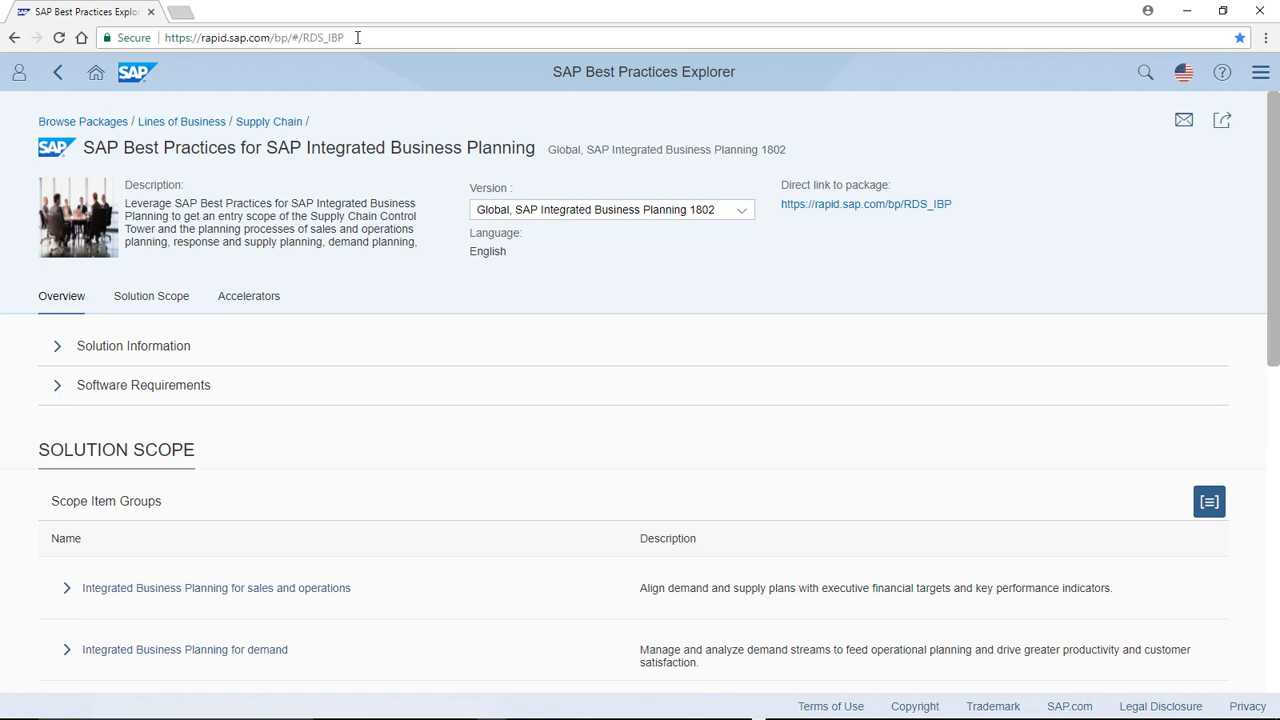 SAP Best Practices Explor
Secure
https://rapid.sap.com/bp/#/RDS_IBP
SAP
SAP Best Practices Explorer
Browse Packages / Lines of Business / Supply Chain /
SAP
SAP Best Practices for SAP Integrated Business Planning
Global, SAP Integrated Business Planning 1802
Description:
Leverage SAP Best Practices for SAP Integrated Business
Planning to get an entry scope of the Supply Chain Control
Tower and the planning processes of sales and operations
planning, response and supply planning, demand planning,
Version :
Global, SAP Integrated Business Planning 1802
Language:
English
Direct link to package:
https://rapid.sap.com/bp/RDS_IBP
Overview
Solution Scope
Accelerators
Solution Information
Software Requirements
SOLUTION SCOPE
Scope Item Groups
Name
Description
Integrated Business Planning for sales and operations
Align demand and supply plans with executive financial targets and key performance indicators.
Integrated Business Planning for demand
Manage and analyze demand streams to feed operational planning and drive greater productivity and customer
satisfaction.
Terms of Use
Copyright
Trademark
SAP.com
Legal Disclosure
Privacy